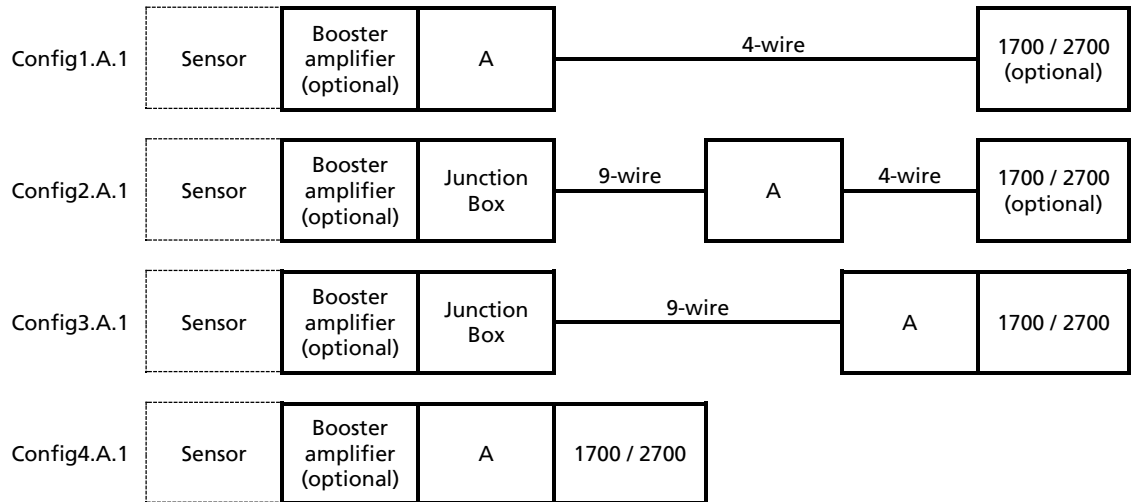 Config1.A.1
Sensor
Booster
amplifier
(optional)
A
4-wire
1700 / 2700
(optional)
Config2.A.1
Sensor
Booster
amplifier
(optional)
Junction
Box
9-wire
A
4-wire
1700 / 2700
(optional)
Config3.A.1
Sensor
Booster
amplifier
(optional)
Junction
Box
9-wire
A
1700 / 2700
Config4.A.1
Sensor
Booster
amplifier
(optional)
A
1700 / 2700